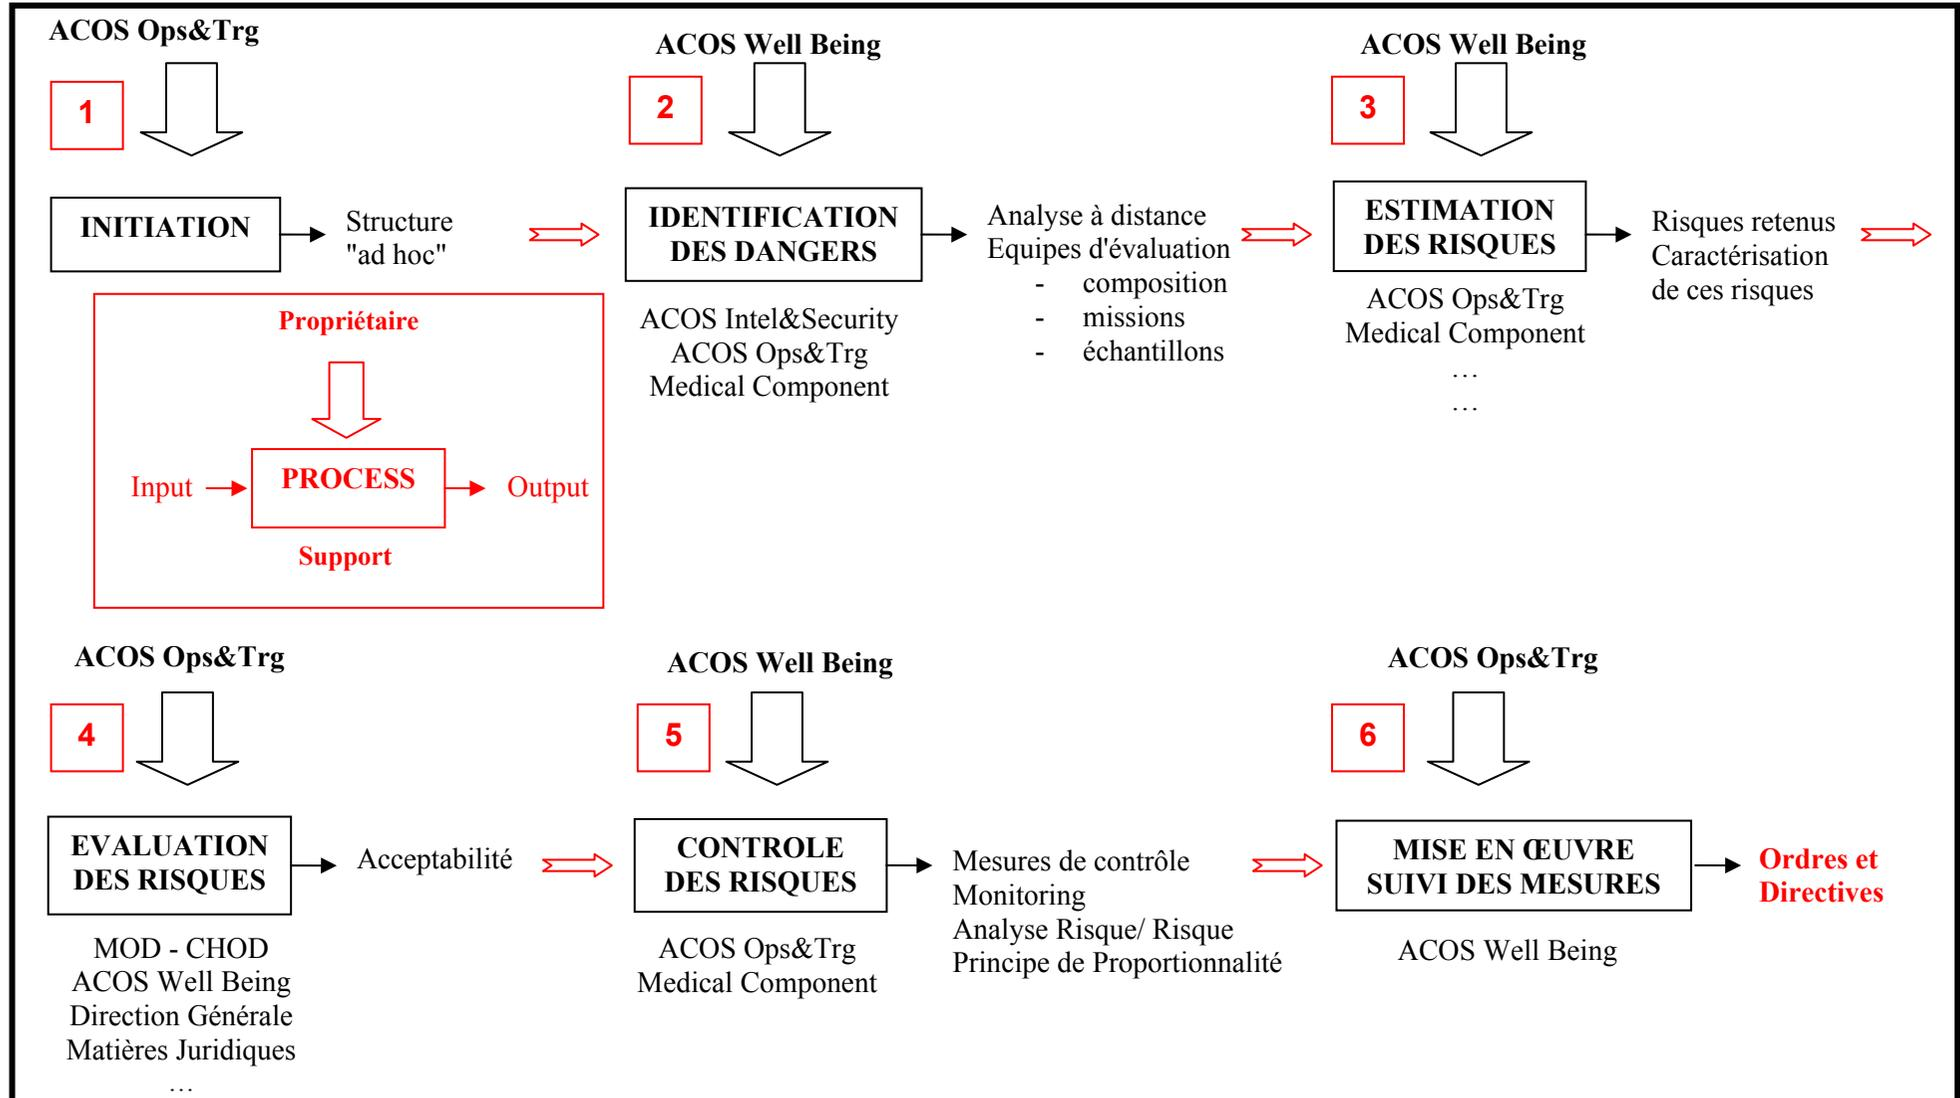 ACOS Ops&Trg
1
INITIATION
Structure
"ad hoc"
ACOS Well Being
2
IDENTIFICATION
DES DANGERS
ACOS Intel&Security
ACOS Ops&Trg
Medical Component
Analyse à distance
Equipes d'évaluation
- composition
- missions
- échantillons
ACOS Well Being
3
ESTIMATION
DES RISQUES
ACOS Ops&Trg
Medical Component
…
…
Risques retenus
Caractérisation
de ces risques
Propriétaire
Input
PROCESS
Output
Support
ACOS Ops&Trg
4
EVALUATION
DES RISQUES
MOD - CHOD
ACOS Well Being
Direction Générale
Matières Juridiques
…
Acceptabilité
ACOS Well Being
5
CONTROLE
DES RISQUES
ACOS Ops&Trg
Medical Component
Mesures de contrôle
Monitoring
Analyse Risque/ Risque
Principe de Proportionnalité
ACOS Ops&Trg
6
MISE EN ŒUVRE
SUIVI DES MESURES
ACOS Well Being
Ordres et
Directives